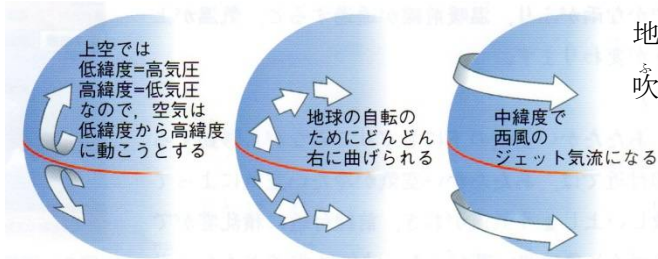 上空では
低緯度=高気圧
高緯度=低気圧
なので，空気は
低緯度から高緯度
に動こうとする
地球の自転の
ためにどんどん
右に曲げられる
中緯度で
西風の
ジェット気流になる
地
ふ
吹